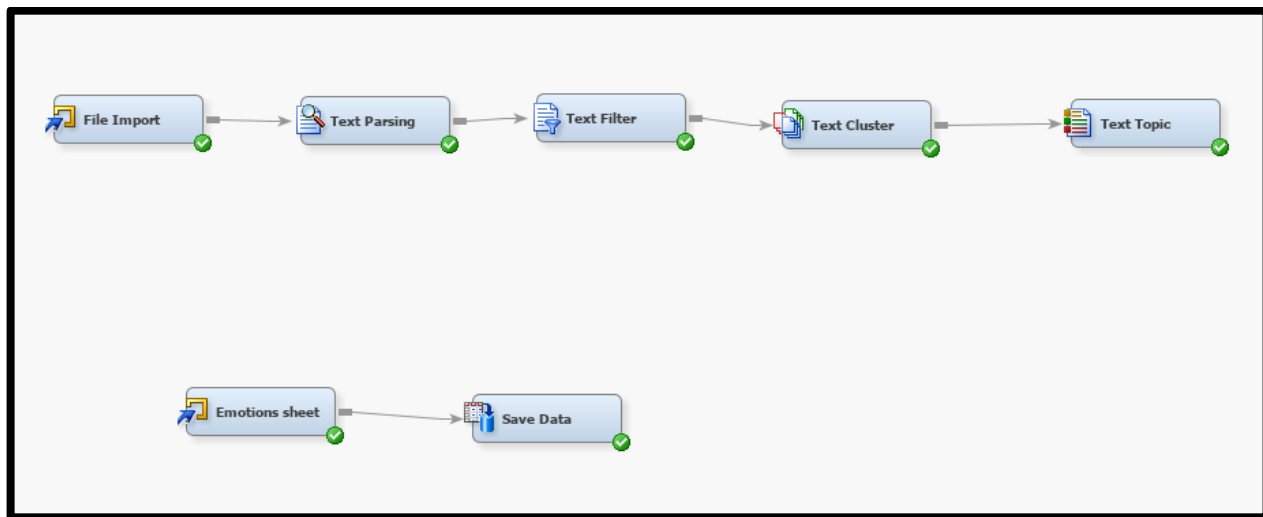 File Import
Text Parsing
Text Filter
Text Cluster
Text Topic
Emotions sheet
Save Data